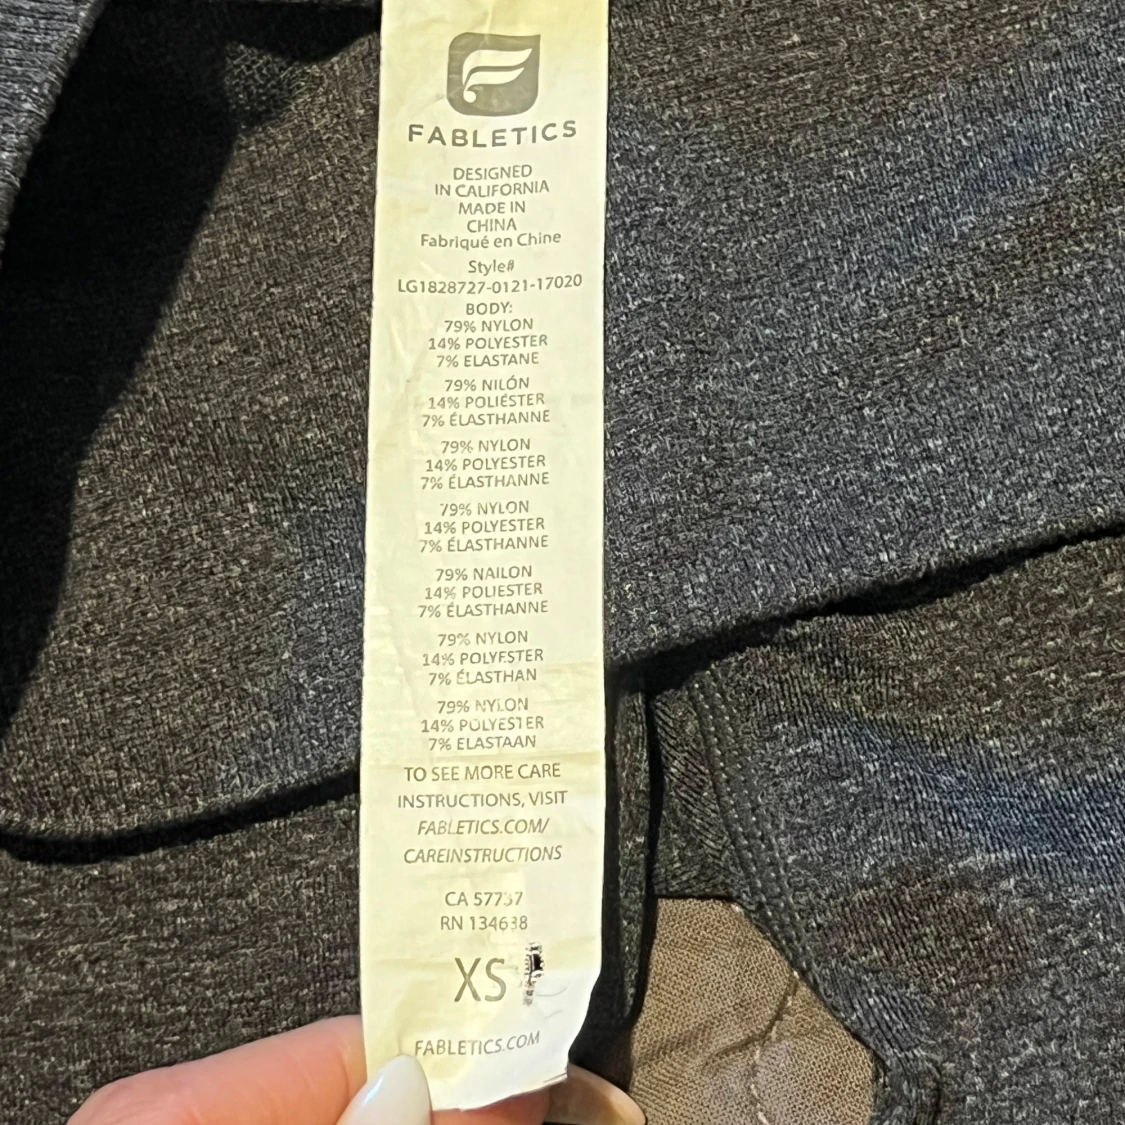 FABLETICS
DESIGNED
IN CALIFORNIA
MADE IN
CHINA
Fabriqué en Chine
Style#
LG1828727-0121-17020
BODY:
79% NYLON
14% POLYESTER
7% ELASTANE
79% NILÓN
14% POLIÉSTER
7% ÉLASTHANNE
79% NYLON
14% POLYESTER
7% ÉLASTHANNE
79% NYLON
14% POLYESTER
7% ÉLASTHANNE
79% NAILON
14% POLIESTER
7% ÉLASTHANNE
79% NYLON
14% POLYESTER
7% ÉLASTHAN
79% NYLON
14% POLYESTER
7% ELASTAAN
TO SEE MORE CARE
INSTRUCTIONS, VISIT
FABLETICS.COM/
CAREINSTRUCTIONS
CA 57737
RN 134638
XS
FABLETICS.COM